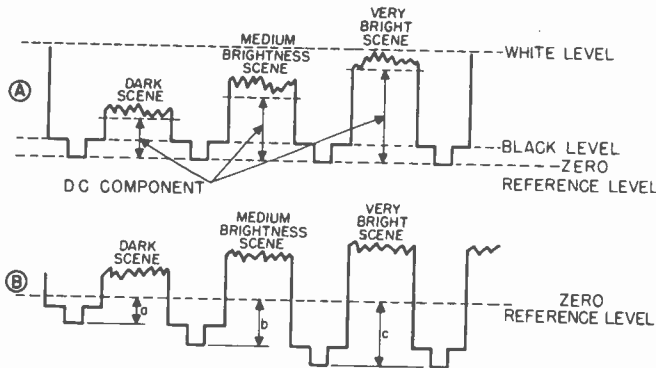 DARK
SCENE
MEDIUM
BRIGHTNESS
SCENE
VERY
BRIGHT
SCENE
WHITE LEVEL
A
BLACK LEVEL
ZERO
REFERENCE LEVEL
DC COMPONENT
DARK
SCENE
MEDIUM
BRIGHTNESS
SCENE
VERY
BRIGHT
SCENE
B
a
b
c
ZERO
REFERENCE LEVEL